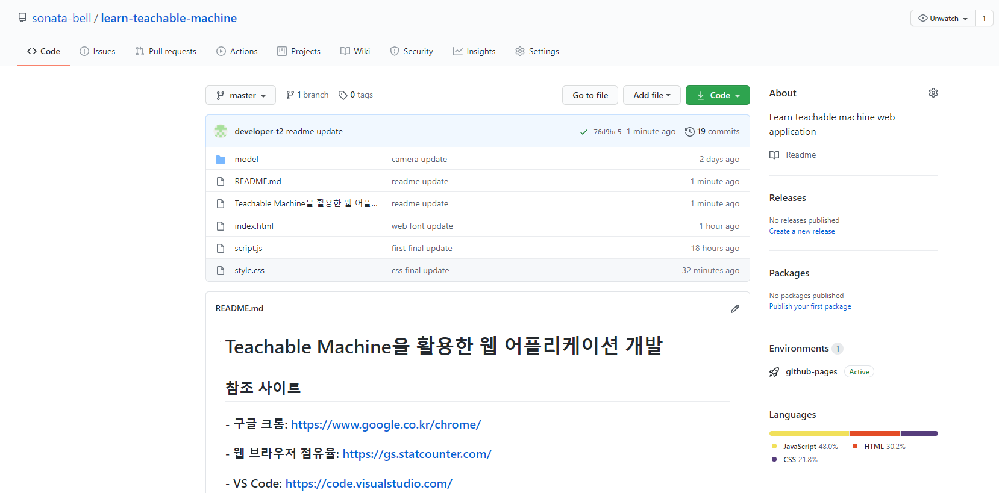 sonata-bell / learn-teachable-machine
Unwatch 1
Code Issues Pull requests Actions Projects Wiki Security Insights Settings
master 1 branch 0 tags Go to file Add file Code
developer-t2 readme update 76d9bc5 1 minute ago 19 commits
model camera update 2 days ago
README.md readme update 1 minute ago
Teachable Machine을 활용한 웹 어플... readme update 1 minute ago
index.html web font update 1 hour ago
script.js first final update 18 hours ago
style.css css final update 32 minutes ago
README.md
Teachable Machine을 활용한 웹 어플리케이션 개발
참조 사이트
- 구글 크롬: https://www.google.co.kr/chrome/
- 웹 브라우저 점유율: https://gs.statcounter.com/
- VS Code: https://code.visualstudio.com/
About
Learn teachable machine web
application
Readme
Releases
No releases published
Create a new release
Packages
No packages published
Publish your first package
Environments 1
github-pages Active
Languages
JavaScript 48.0% HTML 30.2%
CSS 21.8%